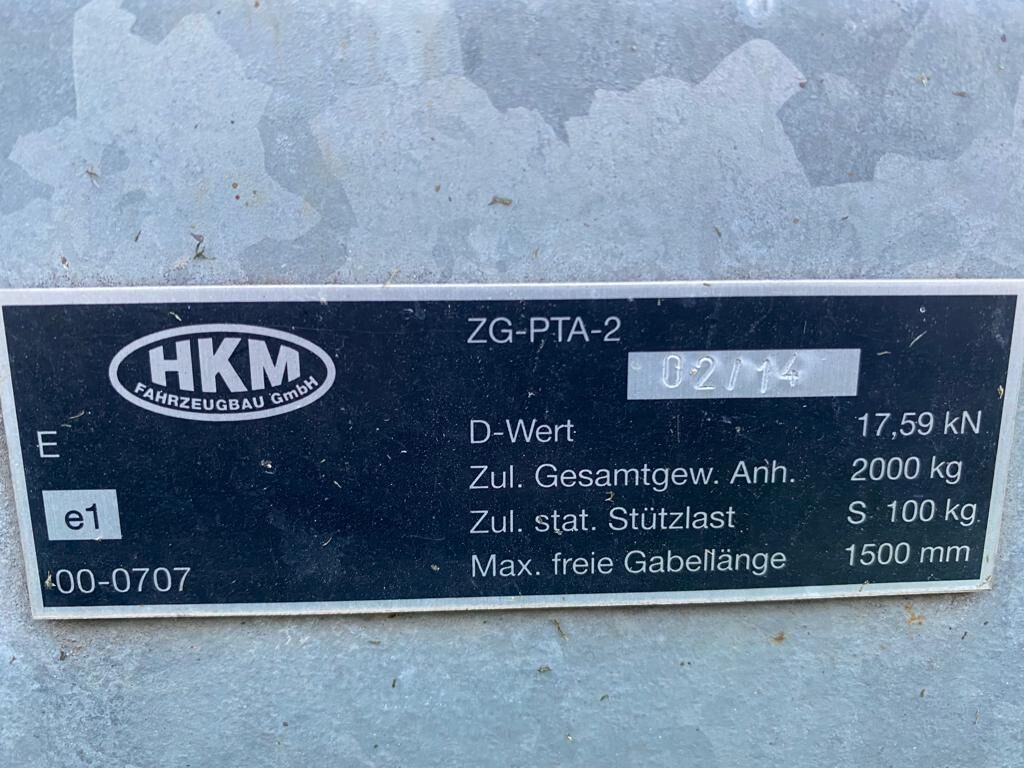 HKM
FAHRZEUGBAU GmbH
E
e1
00-0707
ZG-PTA-2
02/14
D-Wert 17,59 kN
Zul. Gesamtgew. Anh. 2000 kg
Zul. stat. Stützlast S 100 kg
Max. freie Gabellänge 1500 mm